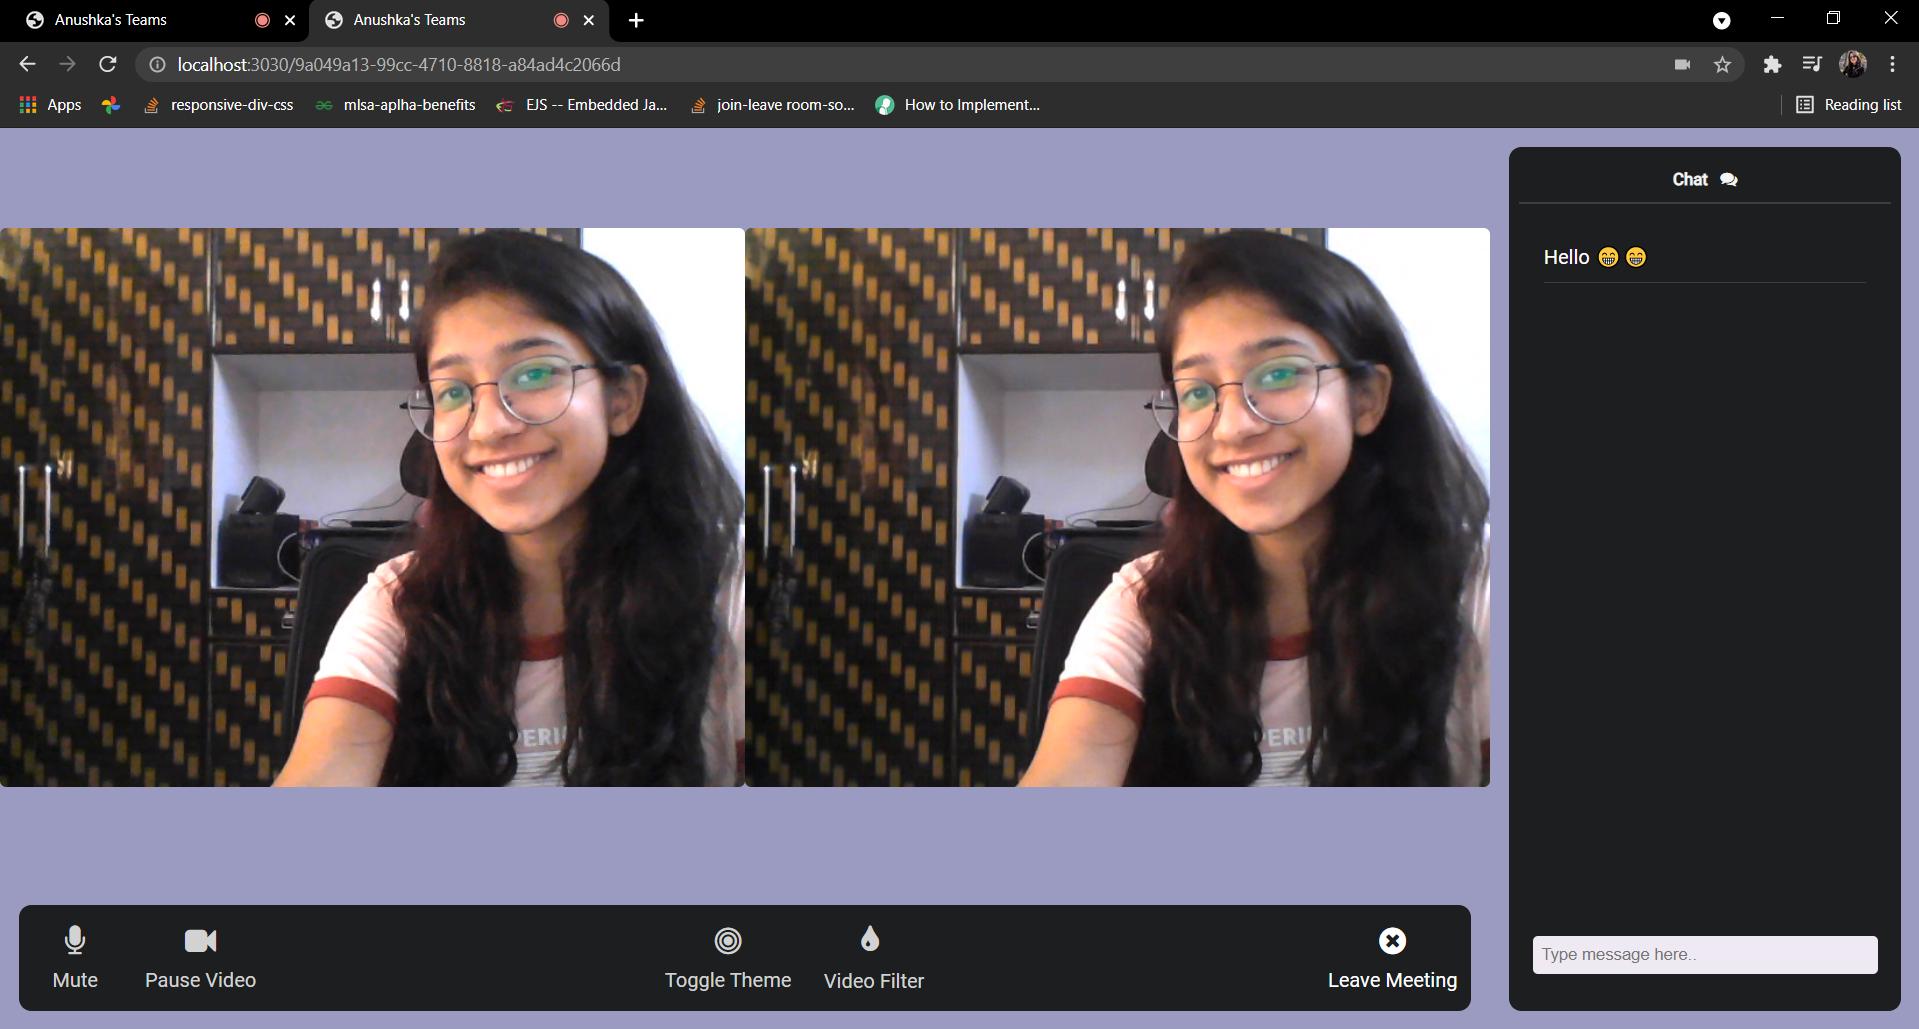 Anushka's Teams
Anushka's Teams
localhost:3030/9a049a13-99cc-4710-8818-a84ad4c2066d
Apps
responsive-div-css
mlsa-aplha-benefits
EJS -- Embedded Ja...
join-leave room-so...
How to Implement...
Reading list
Chat
Hello 😁😁
PERI
PERI
Mute
Pause Video
Toggle Theme
Video Filter
Leave Meeting
Type message here..